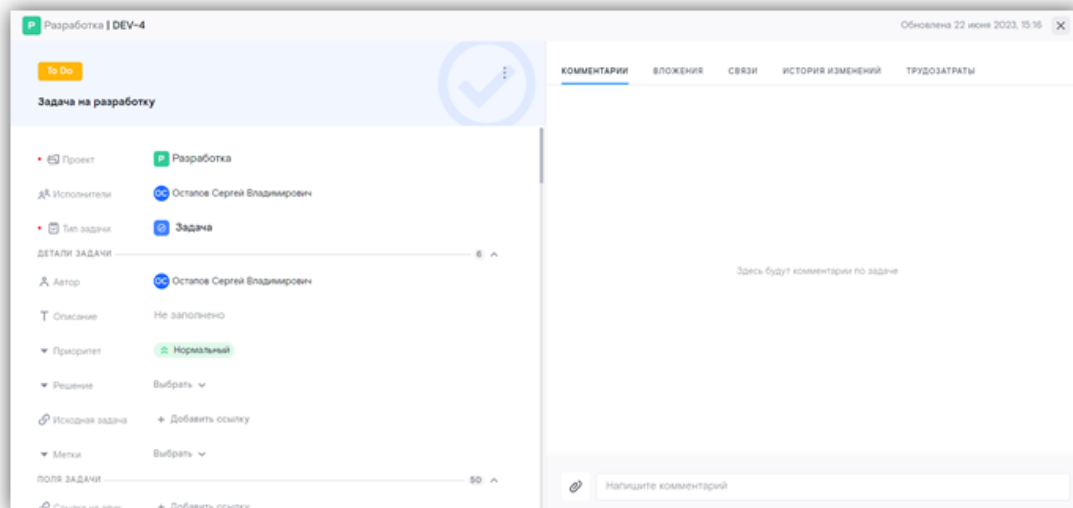 P Разработка | DEV-4
Обновлена 22 июня 2023, 15:16
To Do
Задача на разработку
Проект
P Разработка
Исполнители
ОС Остапов Сергей Владимирович
Тип задачи
Задача
ДЕТАЛИ ЗАДАЧИ 6
Автор
ОС Остапов Сергей Владимирович
Описание
Не заполнено
Приоритет
Нормальный
Решение
Выбрать
Исходная задача
+ Добавить ссылку
Метки
Выбрать
ПОЛЯ ЗАДАЧИ 50
+ Добавить ссылку
КОММЕНТАРИИ ВЛОЖЕНИЯ СВЯЗИ ИСТОРИЯ ИЗМЕНЕНИЙ ТРУДОЗАТРАТЫ
Здесь будут комментарии по задаче
Напишите комментарий